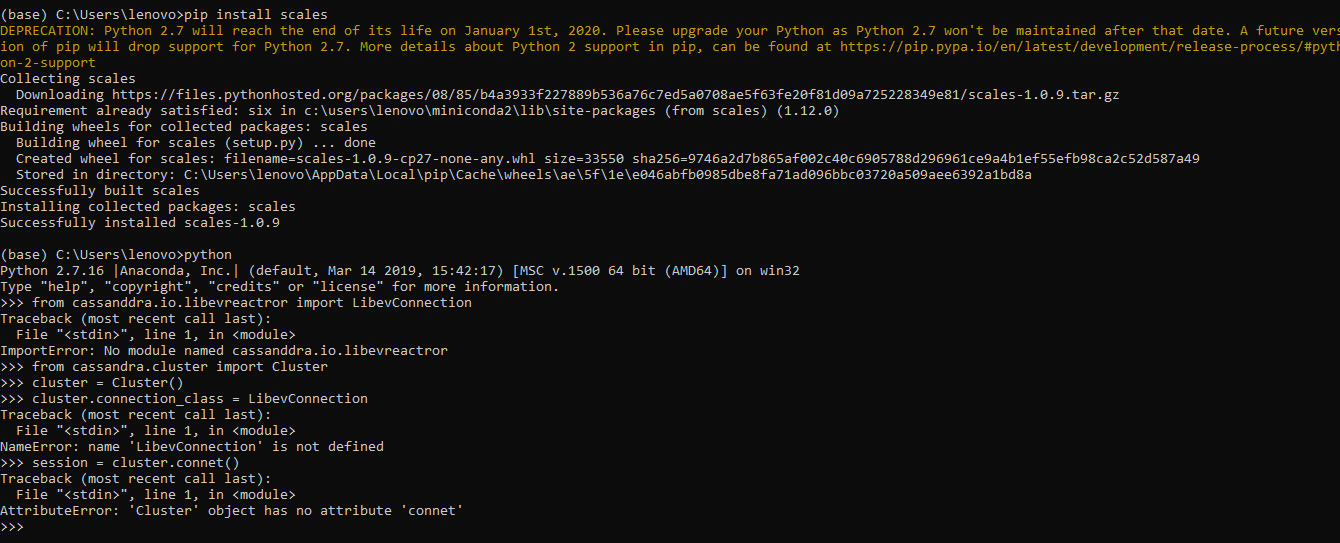 (base) C:\Users\lenovo>pip install scales
DEPRECATION: Python 2.7 will reach the end of its life on January 1st, 2020. Please upgrade your Python as Python 2.7 won't be maintained after that date. A future vers
ion of pip will drop support for Python 2.7. More details about Python 2 support in pip, can be found at https://pip.pypa.io/en/latest/development/release-process/#pyth
on-2-support
Collecting scales
  Downloading https://files.pythonhosted.org/packages/08/85/b4a3933f227889b536a76c7ed5a0708ae5f63fe20f81d09a725228349e81/scales-1.0.9.tar.gz
Requirement already satisfied: six in c:\users\lenovo\miniconda2\lib\site-packages (from scales) (1.12.0)
Building wheels for collected packages: scales
  Building wheel for scales (setup.py) ... done
  Created wheel for scales: filename=scales-1.0.9-cp27-none-any.whl size=33550 sha256=9746a2d7b865af002c40c6905788d296961ce9a4b1ef55efb98ca2c52d587a49
  Stored in directory: C:\Users\lenovo\AppData\Local\pip\Cache\wheels\ae\5f\1e\e046abfb0985dbe8fa71ad096bbc03720a509aee6392a1bd8a
Successfully built scales
Installing collected packages: scales
Successfully installed scales-1.0.9
(base) C:\Users\lenovo>python
Python 2.7.16 |Anaconda, Inc.| (default, Mar 14 2019, 15:42:17) [MSC v.1500 64 bit (AMD64)] on win32
Type "help", "copyright", "credits" or "license" for more information.
>>> from cassanddra.io.libevreactror import LibevConnection
Traceback (most recent call last):
  File "<stdin>", line 1, in <module>
ImportError: No module named cassanddra.io.libevreactror
>>> from cassandra.cluster import Cluster
>>> cluster = Cluster()
>>> cluster.connection_class = LibevConnection
Traceback (most recent call last):
  File "<stdin>", line 1, in <module>
NameError: name 'LibevConnection' is not defined
>>> session = cluster.connet()
Traceback (most recent call last):
  File "<stdin>", line 1, in <module>
AttributeError: 'Cluster' object has no attribute 'connet'
>>>